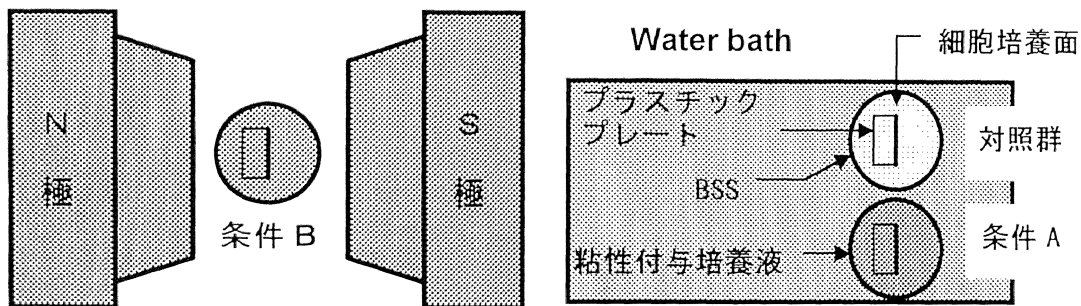 N
極
条件 B
S
極
Water bath
細胞培養面
プラスチック
プレート
対照群
BSS
条件 A
粘性付与培養液